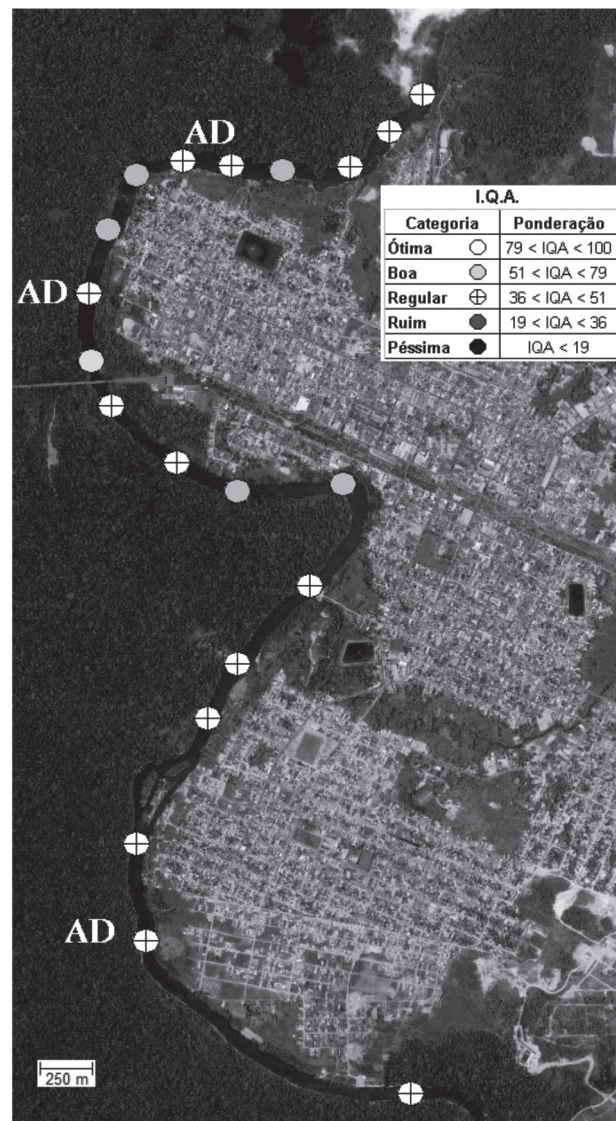 AD
I.Q.A.
Categoria Ponderação
Ótima 79 < IQA < 100
Boa 51 < IQA < 79
Regular 36 < IQA < 51
Ruim 19 < IQA < 36
Péssima IQA < 19
AD
AD
250 m